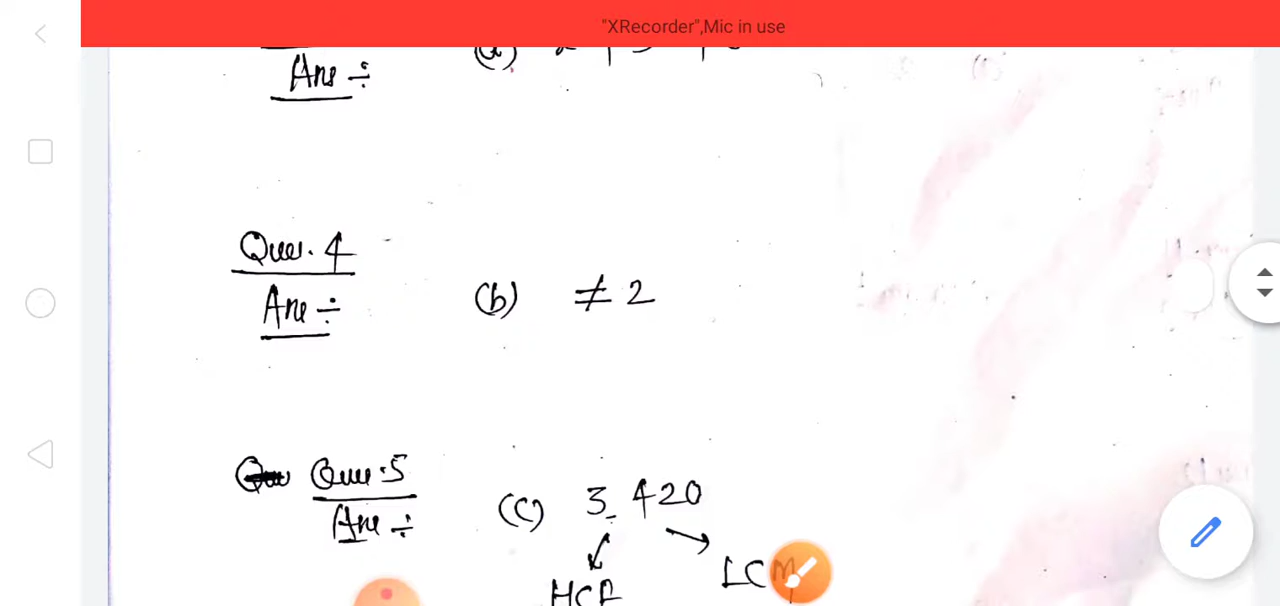 "XRecorder",Mic in use
Ans ÷ (a)
Que. 4
Ans ÷ (b) ≠ 2
Que. 5
Ans ÷ (c) 3, 420
HCF LCM